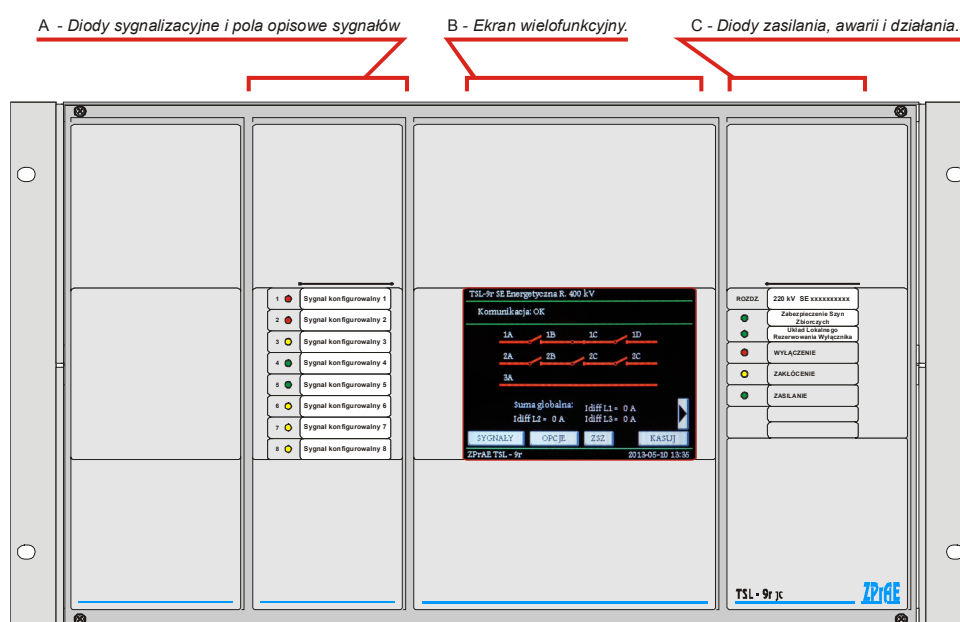 A - Diody sygnalizacyjne i pola opisowe sygnałów
B - Ekran wielofunkcyjny.
C - Diody zasilania, awarii i działania.
1 Sygnał konfigurowalny 1
2 Sygnał konfigurowalny 2
3 Sygnał konfigurowalny 3
4 Sygnał konfigurowalny 4
5 Sygnał konfigurowalny 5
6 Sygnał konfigurowalny 6
7 Sygnał konfigurowalny 7
8 Sygnał konfigurowalny 8
TSL-9r SE Energetyczna R. 400 kV
Komunikacja: OK
1A 1B 1C 1D
2A 2B 2C 2C
3A
Suma globalna: Idiff L1 = 0 A
Idiff L2 = 0 A Idiff L3 = 0 A
SYGNAŁY OPCJE ZSZ KASUJ
ZPrAE TSL - 9r 2013-05-10 13:35
ROZDZ. 220 kV SE xxxxxxxxxx
Zabezpieczenie Szyn
Zbiorczych
Układ Lokalnego
Rezerwowania Wyłącznika
WYŁĄCZENIE
ZAKŁÓCENIE
ZASILANIE
TSL - 9r JC
ZPrAE